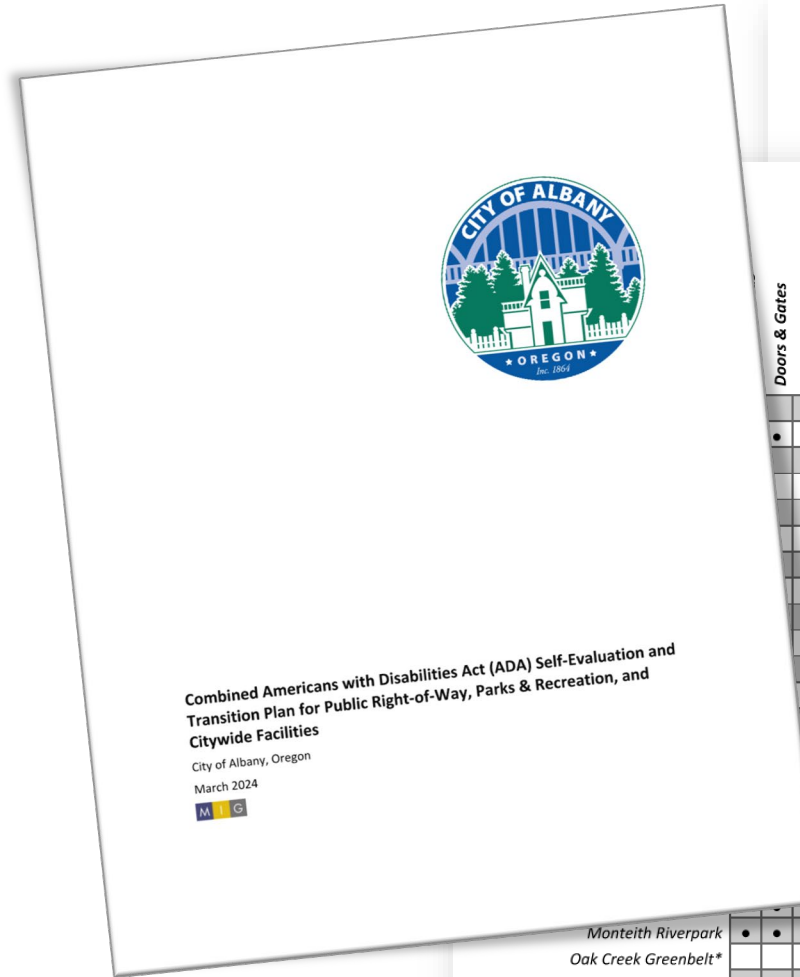 CITY OF ALBANY
OREGON
Inc. 1864
Doors & Gates
Combined Americans with Disabilities Act (ADA) Self-Evaluation and
Transition Plan for Public Right-of-Way, Parks & Recreation, and
Citywide Facilities
City of Albany, Oregon
March 2024
M I G
Monteith Riverpark
Oak Creek Greenbelt*